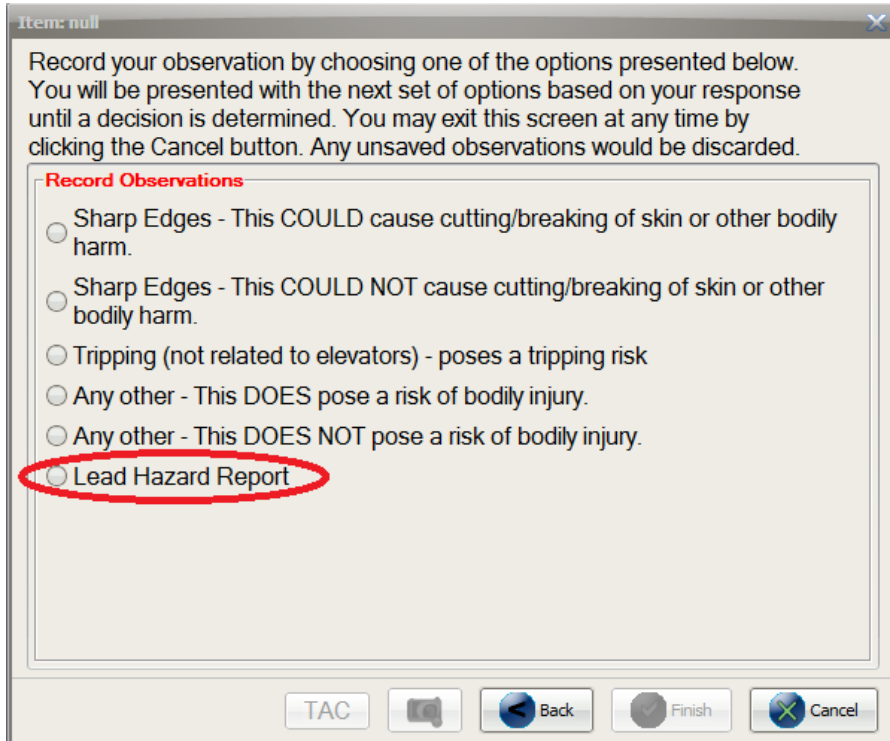 Item: null
Record your observation by choosing one of the options presented below.
You will be presented with the next set of options based on your response
until a decision is determined. You may exit this screen at any time by
clicking the Cancel button. Any unsaved observations would be discarded.
Record Observations
Sharp Edges - This COULD cause cutting/breaking of skin or other bodily
harm.
Sharp Edges - This COULD NOT cause cutting/breaking of skin or other
bodily harm.
Tripping (not related to elevators) - poses a tripping risk
Any other - This DOES pose a risk of bodily injury.
Any other - This DOES NOT pose a risk of bodily injury.
Lead Hazard Report
TAC Back Finish Cancel